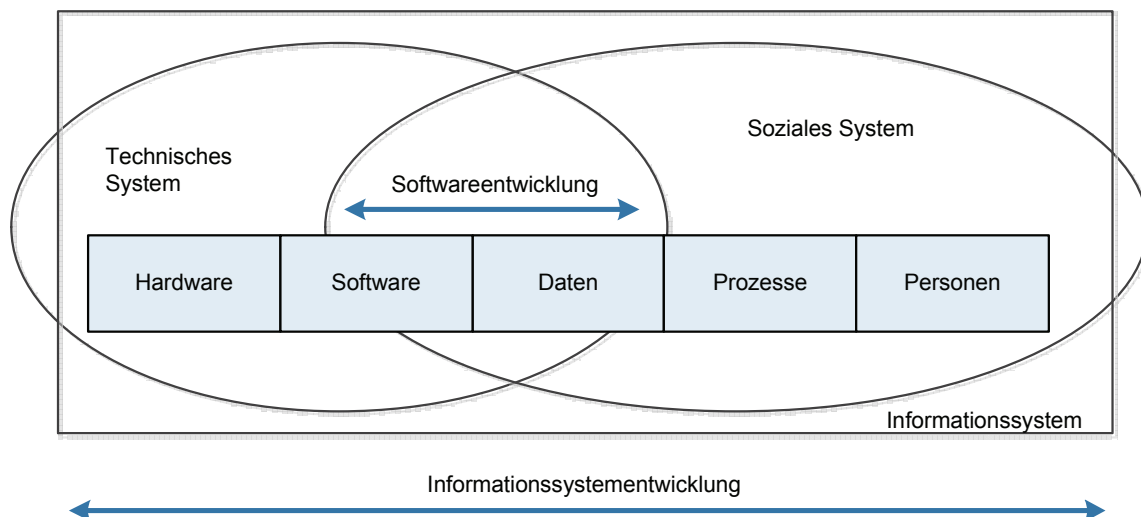 Soziales System
Technisches
System
Softwareentwicklung
Hardware
Software
Daten
Prozesse
Personen
Informationssystem
Informationssystementwicklung